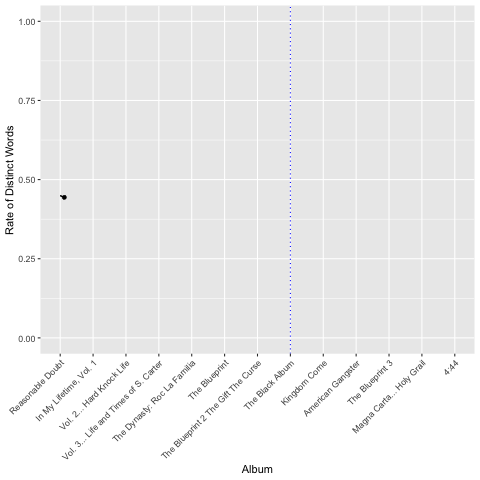 1.00
0.75
0.50
0.25
0.00
Rate of Distinct Words
Reasonable Doubt
In My Lifetime, Vol. 1
Vol. 2... Hard Knock Life
Vol. 3... Life and Times of S. Carter
The Dynasty: Roc La Familia
The Blueprint
The Blueprint 2 The Gift The Curse
The Black Album
Kingdom Come
American Gangster
The Blueprint 3
Magna Carta... Holy Grail
4:44
Album